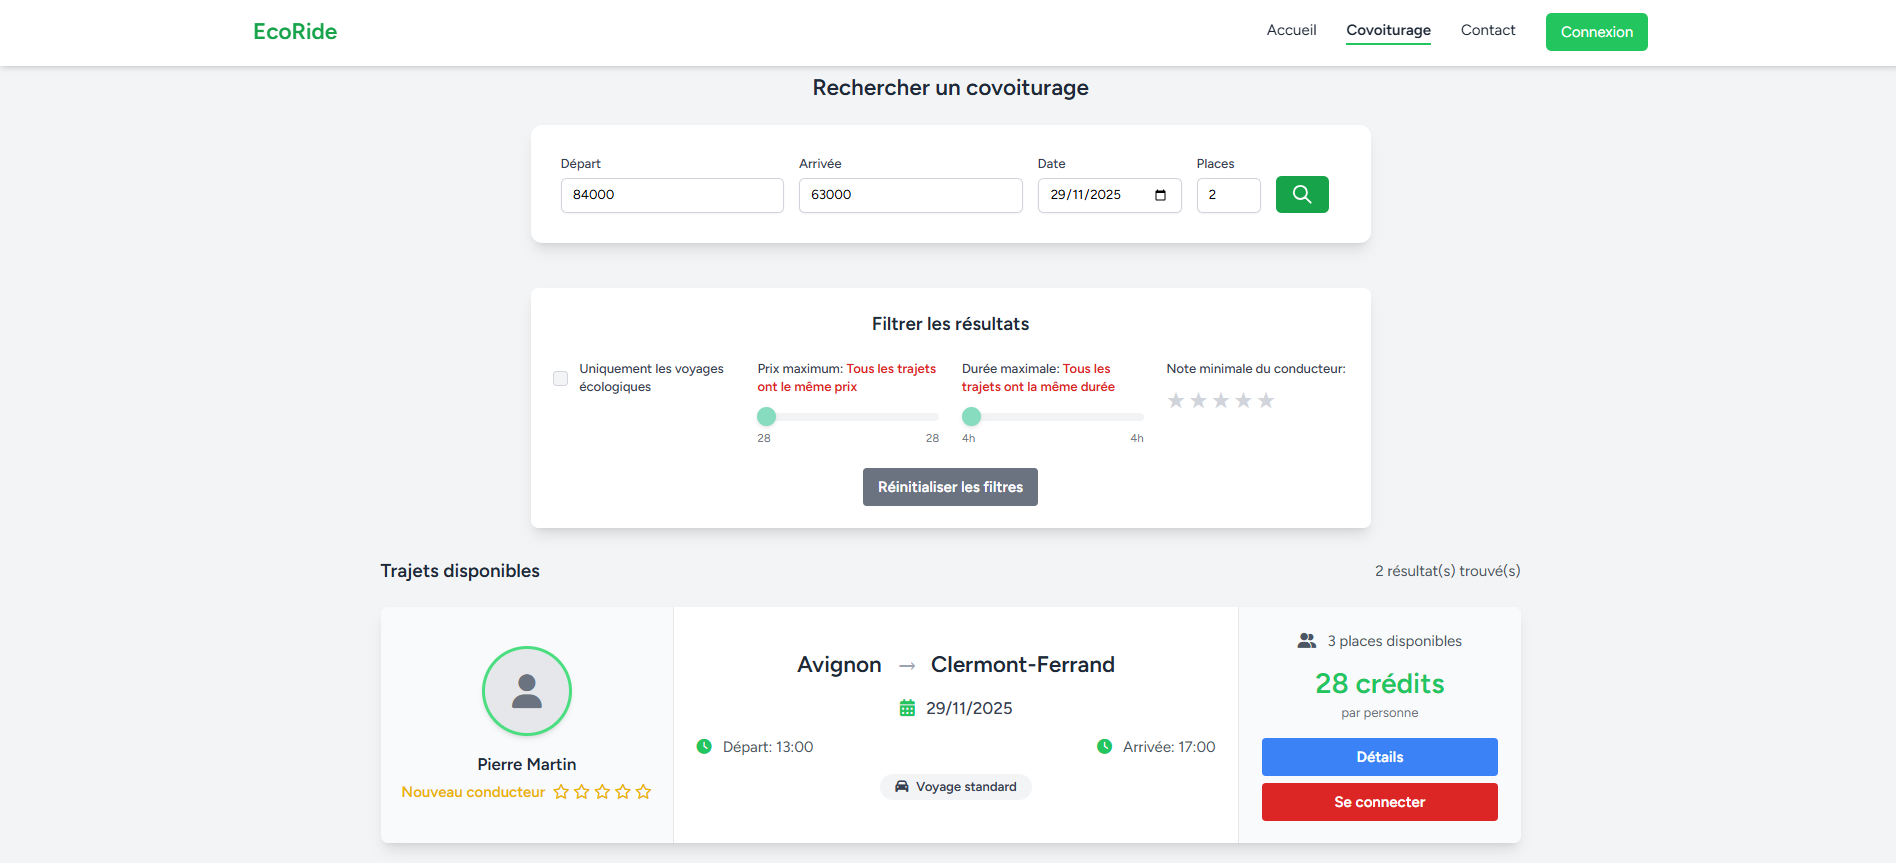 EcoRide
Accueil
Covoiturage
Contact
Connexion
Rechercher un covoiturage
Départ
Arrivée
Date
Places
84000
63000
29/11/2025
2
Filtrer les résultats
Uniquement les voyages
écologiques
Prix maximum: Tous les trajets
ont le même prix
28
28
Durée maximale: Tous les
trajets ont la même durée
4h
4h
Note minimale du conducteur:
Réinitialiser les filtres
Trajets disponibles
2 résultat(s) trouvé(s)
Pierre Martin
Nouveau conducteur
Avignon → Clermont-Ferrand
29/11/2025
Départ: 13:00
Arrivée: 17:00
Voyage standard
3 places disponibles
28 crédits
par personne
Détails
Se connecter